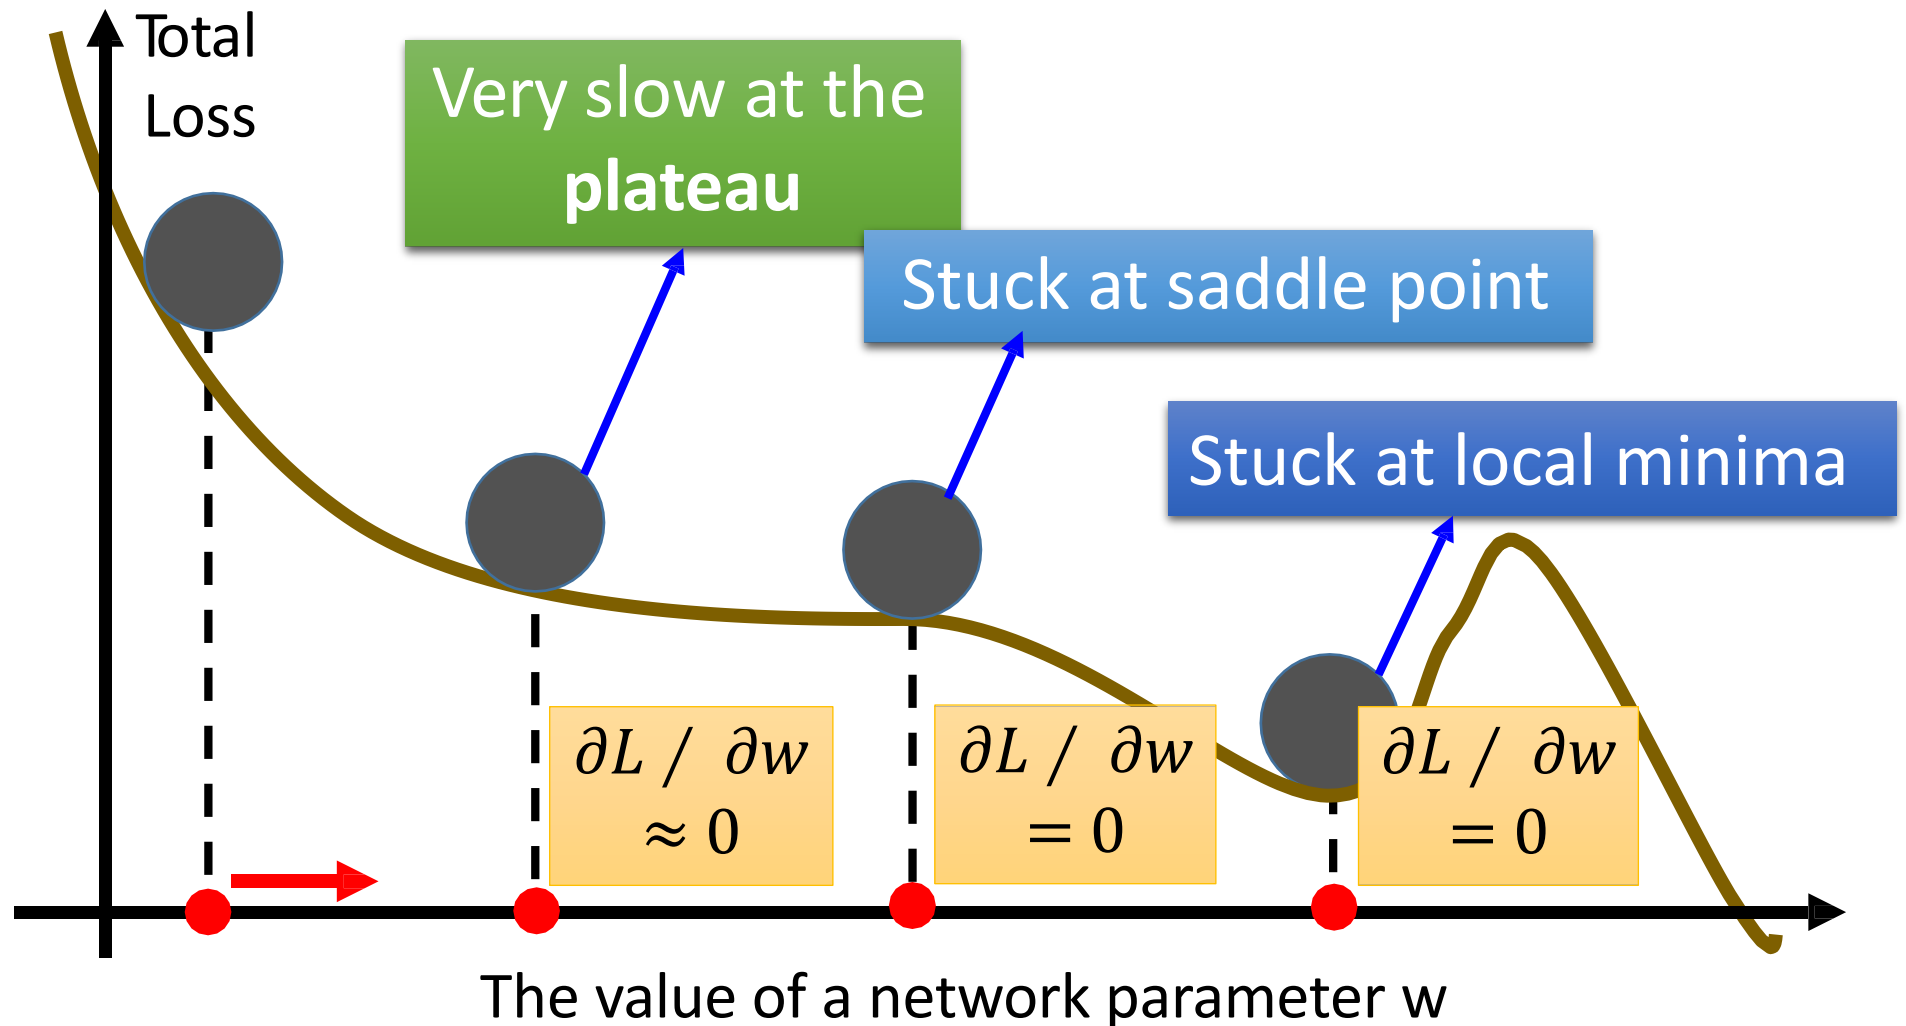 Total
Loss
Very slow at the
plateau
Stuck at saddle point
Stuck at local minima
∂L / ∂w
≈ 0
∂L / ∂w
= 0
∂L / ∂w
= 0
The value of a network parameter w